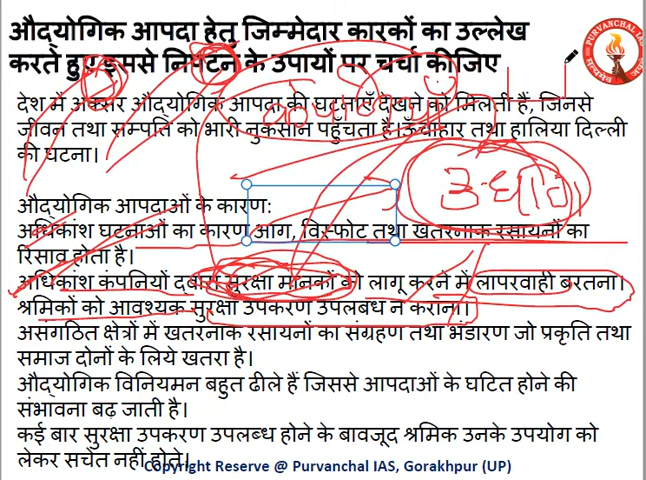 औद्योगिक आपदा हेतु जिम्मेदार कारकों का उल्लेख
करते हुए इससे निपटने के उपायों पर चर्चा कीजिए
PURVANCHAL IA
देश में अक्सर औद्योगिक आपदा की घटनाएँ देखने को मिलती हैं, जिनसे
जीवन तथा सम्पति को भारी नुकसान पहुँचता है। ऊँचाहार तथा हालिया दिल्ली
की घटना।
औद्योगिक आपदाओं के कारण:
अधिकांश घटनाओं का कारण आग, विस्फोट तथा खतरनाक रसायनों का
रिसाव होता है।
अधिकांश कंपनियों द्वारा सुरक्षा मानकों को लागू करने में लापरवाही बरतना।
श्रमिकों को आवश्यक सुरक्षा उपकरण उपलब्ध न कराना।
असंगठित क्षेत्रों में खतरनाक रसायनों का संग्रहण तथा भंडारण जो प्रकृति तथा
समाज दोनों के लिये खतरा है।
औद्योगिक विनियमन बहुत ढीले हैं जिससे आपदाओं के घटित होने की
संभावना बढ़ जाती है।
कई बार सुरक्षा उपकरण उपलब्ध होने के बावजूद श्रमिक उनके उपयोग को
लेकर सचेत नहीं होते।
Copyright Reserve @ Purvanchal IAS, Gorakhpur (UP)